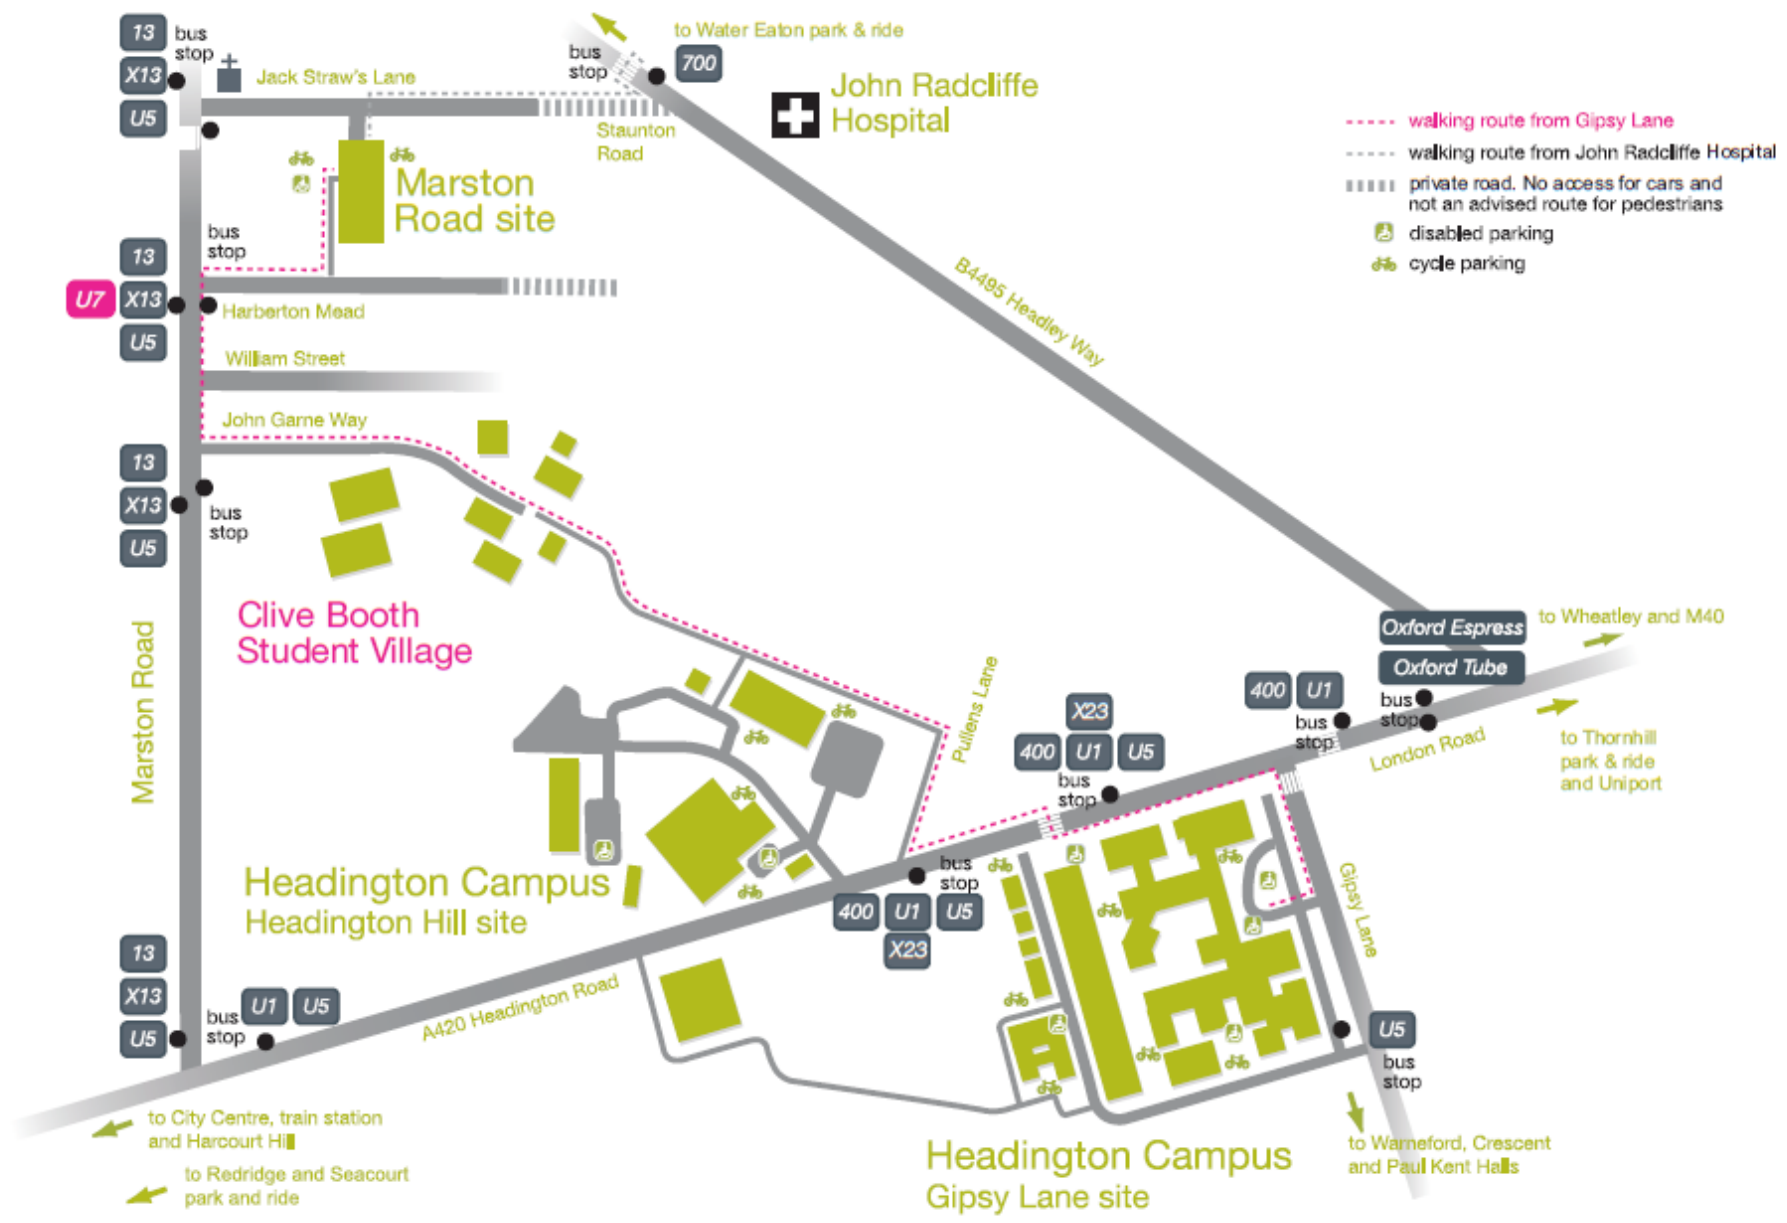 13
bus
stop
X13
U5
Jack Straw's Lane
to Water Eaton park & ride
bus
stop
700
John Radcliffe
Hospital
Staunton
Road
walking route from Gipsy Lane
walking route from John Radcliffe Hospital
private road. No access for cars and
not an advised route for pedestrians
disabled parking
cycle parking
Marston
Road site
bus
stop
13
U7
X13
U5
Harberton Mead
William Street
John Garne Way
B4495 Headley Way
13
X13
U5
bus
stop
Clive Booth
Student Village
Marston Road
Pullens Lane
Oxford Espress
Oxford Tube
to Wheatley and M40
400
U1
bus
stop
bus
stop
London Road
to Thornhill
park & ride
and Uniport
X23
400
U1
U5
bus
stop
Headington Campus
Headington Hill site
bus
stop
400
U1
U5
X23
Gipsy Lane
13
X13
U5
bus
stop
U1
U5
A420 Headington Road
U5
bus
stop
to City Centre, train station
and Harcourt Hill
to Redridge and Seacourt
park and ride
Headington Campus
Gipsy Lane site
to Warneford, Crescent
and Paul Kent Halls